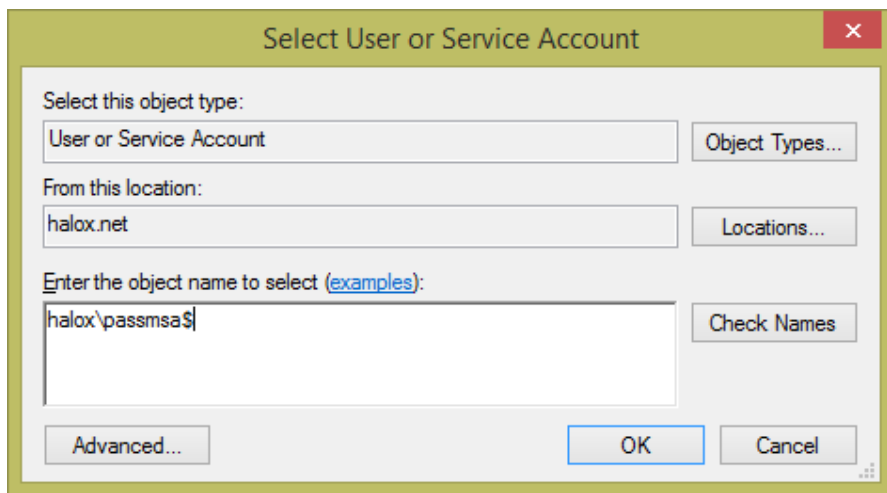 Select User or Service Account
Select this object type:
User or Service Account
Object Types...
From this location:
halox.net
Locations...
Enter the object name to select (examples):
halox\passmsa$
Check Names
Advanced...
OK
Cancel